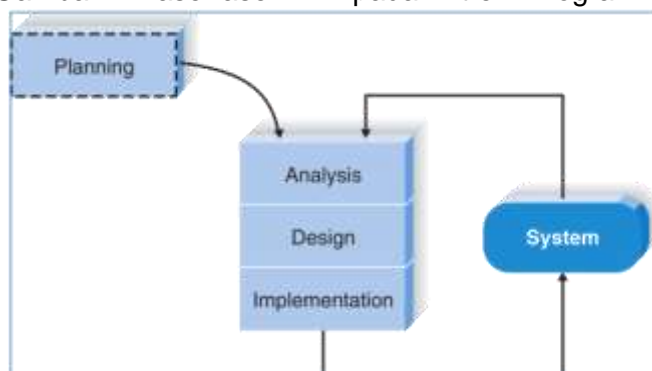 Planning
Analysis
Design
System
Implementation